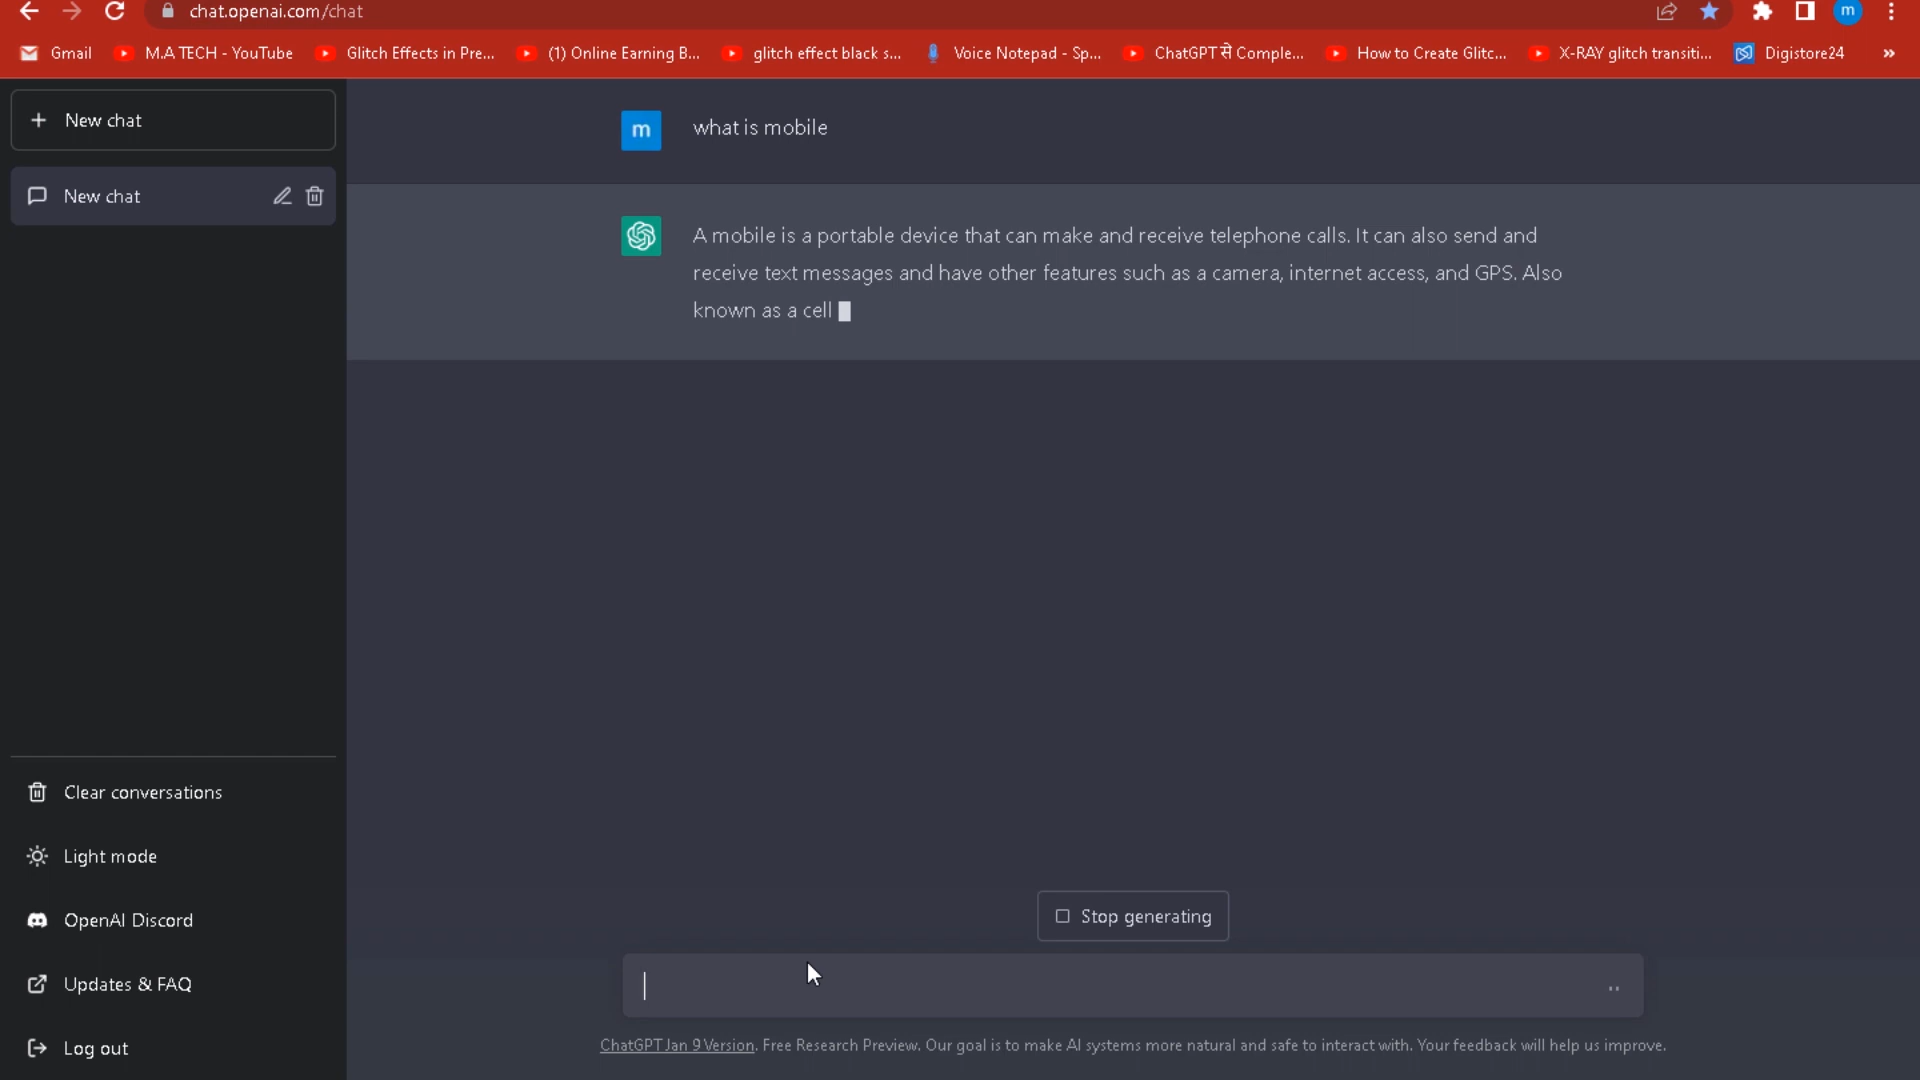 chat.openai.com/chat
m
Gmail
M.A TECH - YouTube
Glitch Effects in Pre...
(1) Online Earning B...
glitch effect black s...
Voice Notepad - Sp...
ChatGPT से Comple...
How to Create Glitc...
X-RAY glitch transiti...
Digistore24
»
+ New chat
New chat
m
what is mobile
A mobile is a portable device that can make and receive telephone calls. It can also send and
receive text messages and have other features such as a camera, internet access, and GPS. Also
known as a cell
Clear conversations
Light mode
OpenAI Discord
Updates & FAQ
Log out
Stop generating
ChatGPT Jan 9 Version. Free Research Preview. Our goal is to make AI systems more natural and safe to interact with. Your feedback will help us improve.